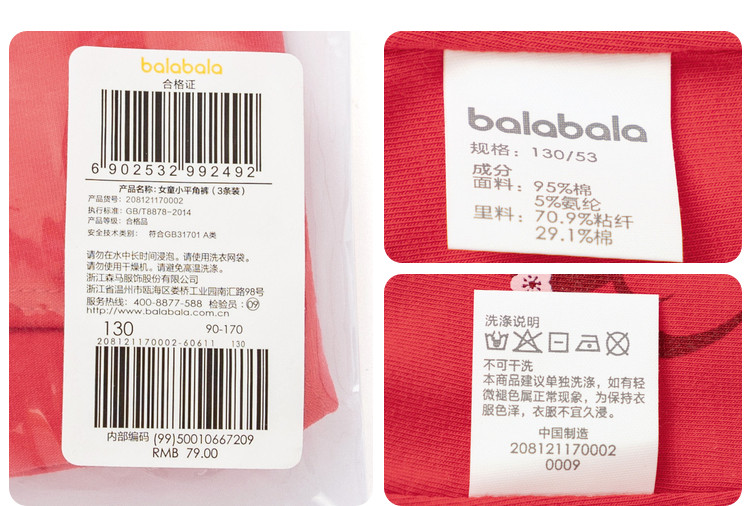 balabala
合格证
6 902532 992492
产品名称: 女童小平角裤 (3条装)
产品货号: 208121170002
执行标准: GB/T8878-2014
产品等级: 合格品
安全技术类别: 符合GB31701 A类
请勿在水中长时间浸泡。请使用洗衣网袋。
请勿使用干燥机。请避免高温洗涤。
浙江森马服饰股份有限公司
浙江省温州市瓯海区娄桥工业园南汇路98号
服务热线: 400-8877-588 检验员: 09
http://www.balabala.com.cn
130 90-170
208121170002-60611 130
内部编码 (99)50010667209
RMB 79.00
balabala
规格: 130/53
成分
面料: 95%棉
5%氨纶
里料: 70.9%粘纤
29.1%棉
洗涤说明
不可干洗
本商品建议单独洗涤, 如有轻
微褪色属正常现象, 为保持衣
服色泽, 衣服不宜久浸。
中国制造
208121170002
0009